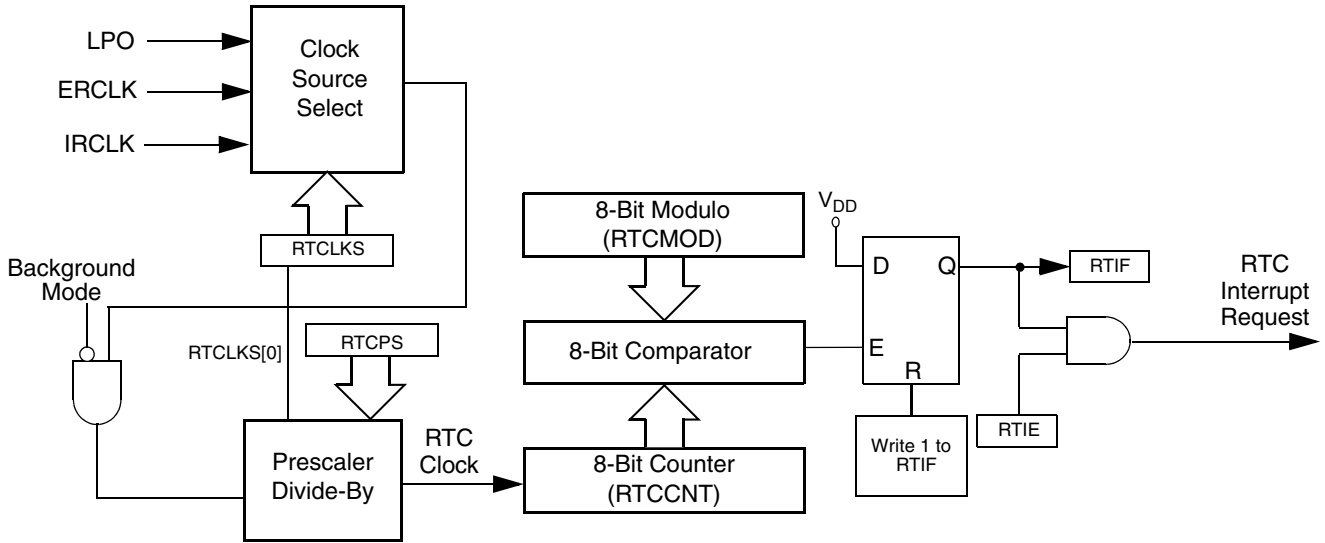 LPO
ERCLK
IRCLK
Clock
Source
Select
RTCLKS
Background
Mode
RTCLKS[0]
RTCPS
Prescaler
Divide-By
RTC
Clock
8-Bit Modulo
(RTCMOD)
8-Bit Comparator
8-Bit Counter
(RTCCNT)
VDD
D
Q
E
R
Write 1 to
RTIF
RTIF
RTIE
RTC
Interrupt
Request